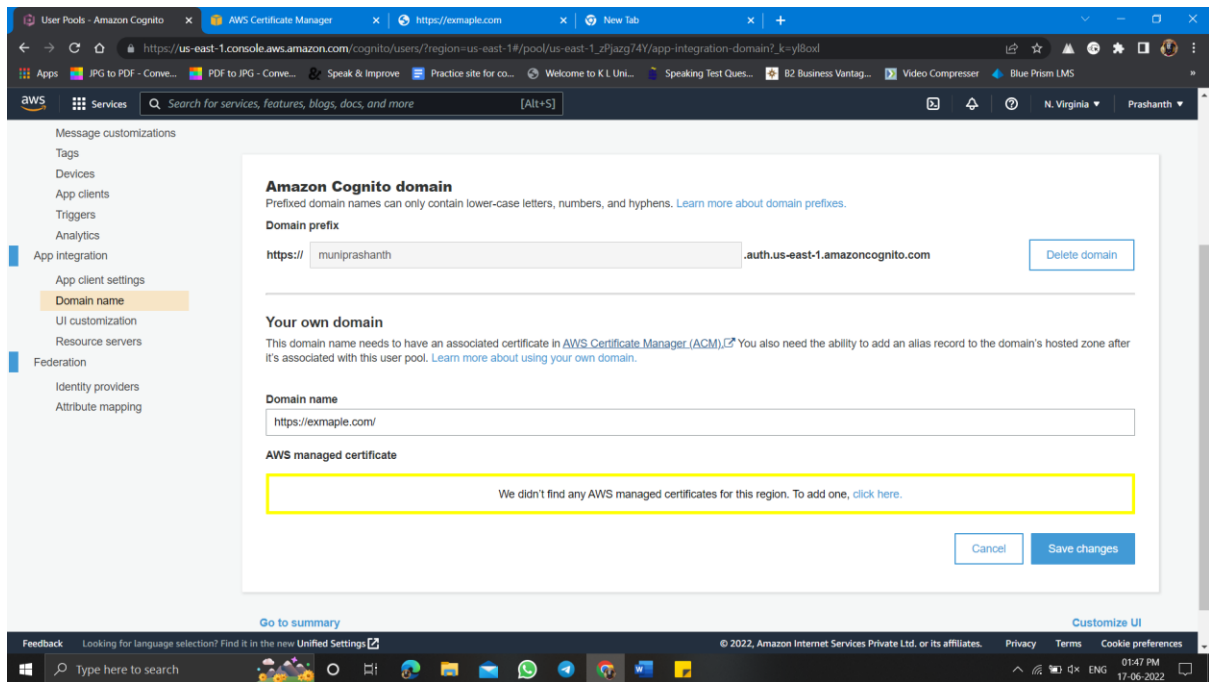 User Pools - Amazon Cognito
AWS Certificate Manager
https://exmaple.com
New Tab
https://us-east-1.console.aws.amazon.com/cognito/users/?region=us-east-1#/pool/us-east-1_zPjazg74Y/app-integration-domain?_k=yl8oxl
Apps JPG to PDF - Conve... PDF to JPG - Conve... Speak & Improve Practice site for co... Welcome to K L Uni... Speaking Test Ques... B2 Business Vantag... Video Compresser Blue Prism LMS »
aws Services Search for services, features, blogs, docs, and more [Alt+S] N. Virginia Prashanth
Message customizations
Tags
Devices
App clients
Triggers
Analytics
App integration
App client settings
Domain name
UI customization
Resource servers
Federation
Identity providers
Attribute mapping
Amazon Cognito domain
Prefixed domain names can only contain lower-case letters, numbers, and hyphens. Learn more about domain prefixes.
Domain prefix
https:// muniprashanth .auth.us-east-1.amazoncognito.com Delete domain
Your own domain
This domain name needs to have an associated certificate in AWS Certificate Manager (ACM). You also need the ability to add an alias record to the domain's hosted zone after
it's associated with this user pool. Learn more about using your own domain.
Domain name
https://exmaple.com/
AWS managed certificate
We didn't find any AWS managed certificates for this region. To add one, click here.
Cancel Save changes
Go to summary Customize UI
Feedback Looking for language selection? Find it in the new Unified Settings © 2022, Amazon Internet Services Private Ltd. or its affiliates. Privacy Terms Cookie preferences
Type here to search ENG 01:47 PM
17-06-2022